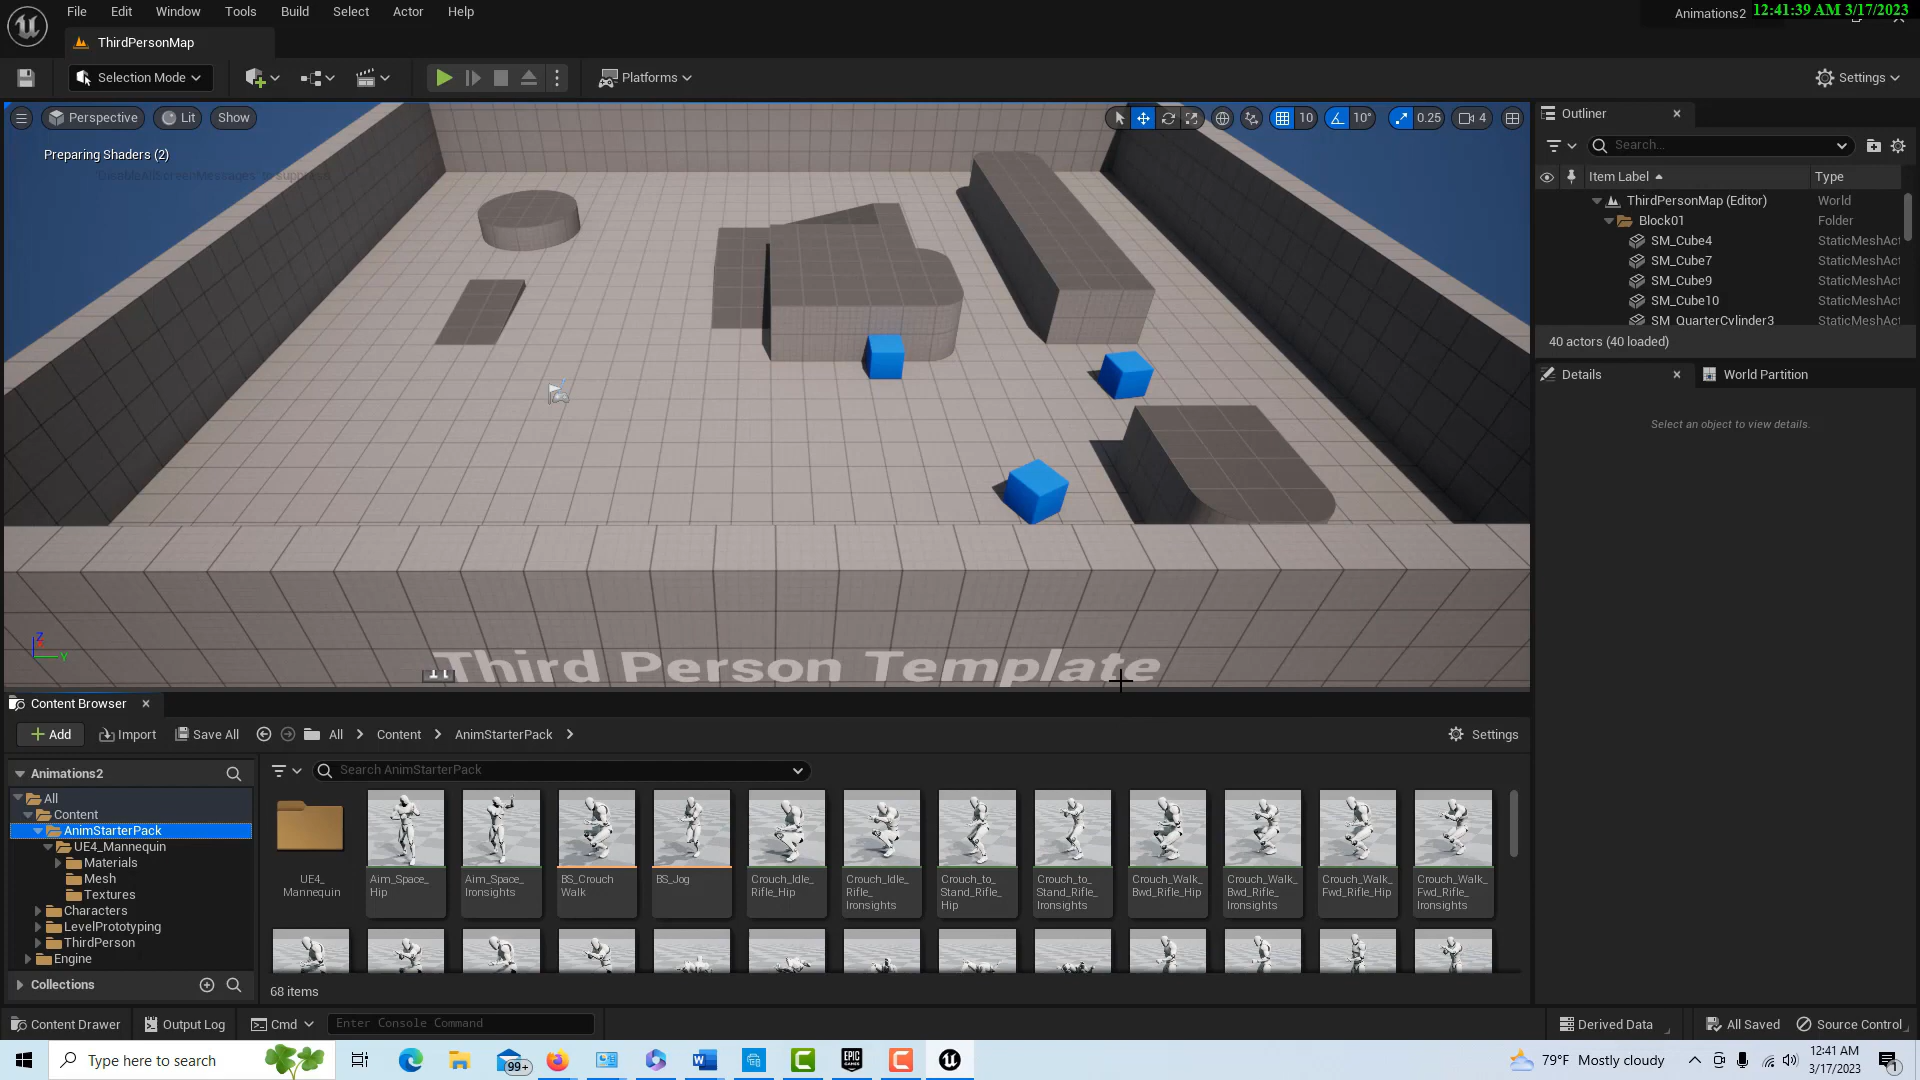 File Edit Window Tools Build Select Actor Help
Animations2 12:41:39 AM 3/17/2023
ThirdPersonMap
Selection Mode Platforms Settings
Perspective Lit Show 10 10° 0.25 4
Preparing Shaders (2)
'DisableAllScreenMessages' to suppress
Third Person Template
Z
Y
Outliner
Search...
Item Label Type
ThirdPersonMap (Editor) World
Block01 Folder
SM_Cube4 StaticMeshAct
SM_Cube7 StaticMeshAct
SM_Cube9 StaticMeshAct
SM_Cube10 StaticMeshAct
SM_QuarterCylinder3 StaticMeshAct
40 actors (40 loaded)
Details World Partition
Select an object to view details.
Content Browser
Add Import Save All All Content AnimStarterPack Settings
Animations2
Search AnimStarterPack
All
Content
AnimStarterPack
UE4_Mannequin
Materials
Mesh
Textures
Characters
LevelPrototyping
ThirdPerson
Engine
Collections
UE4_
Mannequin
Aim_Space_
Hip
Aim_Space_
Ironsights
BS_Crouch
Walk
BS_Jog
Crouch_Idle_
Rifle_Hip
Crouch_Idle_
Rifle_
Ironsights
Crouch_to_
Stand_Rifle_
Hip
Crouch_to_
Stand_Rifle_
Ironsights
Crouch_Walk_
Bwd_Rifle_Hip
Crouch_Walk_
Bwd_Rifle_
Ironsights
Crouch_Walk_
Fwd_Rifle_Hip
Crouch_Walk_
Fwd_Rifle_
Ironsights
68 items
Content Drawer Output Log Cmd Enter Console Command Derived Data All Saved Source Control
Type here to search 99+ EPIC GAMES 79°F Mostly cloudy 12:41 AM
3/17/2023
1